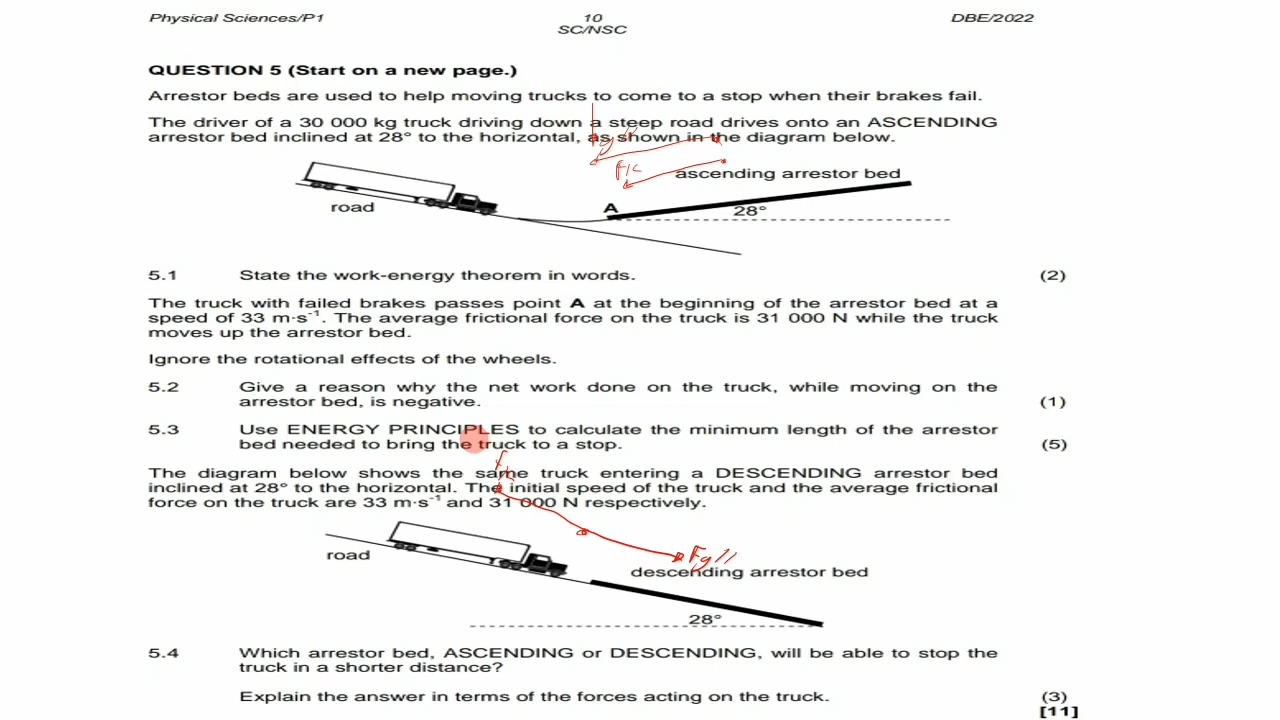 Physical Sciences/P1 10 DBE/2022
SC/NSC
QUESTION 5 (Start on a new page.)
Arrestor beds are used to help moving trucks to come to a stop when their brakes fail.
The driver of a 30 000 kg truck driving down a steep road drives onto an ASCENDING
arrestor bed inclined at 28° to the horizontal, as shown in the diagram below.
ascending arrestor bed
road
A
28°
5.1 State the work-energy theorem in words. (2)
The truck with failed brakes passes point A at the beginning of the arrestor bed at a
speed of 33 m·s⁻¹. The average frictional force on the truck is 31 000 N while the truck
moves up the arrestor bed.
Ignore the rotational effects of the wheels.
5.2 Give a reason why the net work done on the truck, while moving on the
arrestor bed, is negative. (1)
5.3 Use ENERGY PRINCIPLES to calculate the minimum length of the arrestor
bed needed to bring the truck to a stop. (5)
The diagram below shows the same truck entering a DESCENDING arrestor bed
inclined at 28° to the horizontal. The initial speed of the truck and the average frictional
force on the truck are 33 m·s⁻¹ and 31 000 N respectively.
road
Fg//
descending arrestor bed
28°
5.4 Which arrestor bed, ASCENDING or DESCENDING, will be able to stop the
truck in a shorter distance?
Explain the answer in terms of the forces acting on the truck. (3)
[11]